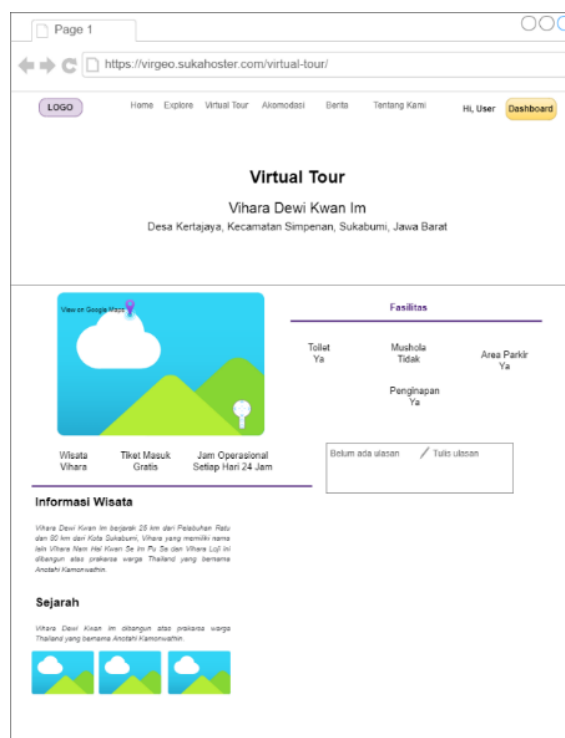 Page 1
https://virgeo.sukahoster.com/virtual-tour/
LOGO
Home Explore Virtual Tour Akomodasi Berita Tentang Kami
Hi, User Dashboard
Virtual Tour
Vihara Dewi Kwan Im
Desa Kertajaya, Kecamatan Simpenan, Sukabumi, Jawa Barat
View on Google Maps
Wisata
Vihara
Tiket Masuk
Gratis
Jam Operasional
Setiap Hari 24 Jam
Informasi Wisata
Vihara Dewi Kwan Im berjarak 25 km dari Pelabuhan Ratu
dan 90 km dari Kota Sukabumi, Vihara yang memiliki nama
lain Vihara Nam Hai Kwan Se Im Pu Sa dan Vihara Loji ini
dibangun atas prakarsa warga Thailand yang bernama
Anotahi Kamonwathin.
Sejarah
Vihara Dewi Kwan Im dibangun atas prakarsa warga
Thailand yang bernama Anotahi Kamonwathin.
Fasilitas
Toilet
Ya
Mushola
Tidak
Area Parkir
Ya
Penginapan
Ya
Belum ada ulasan Tulis ulasan